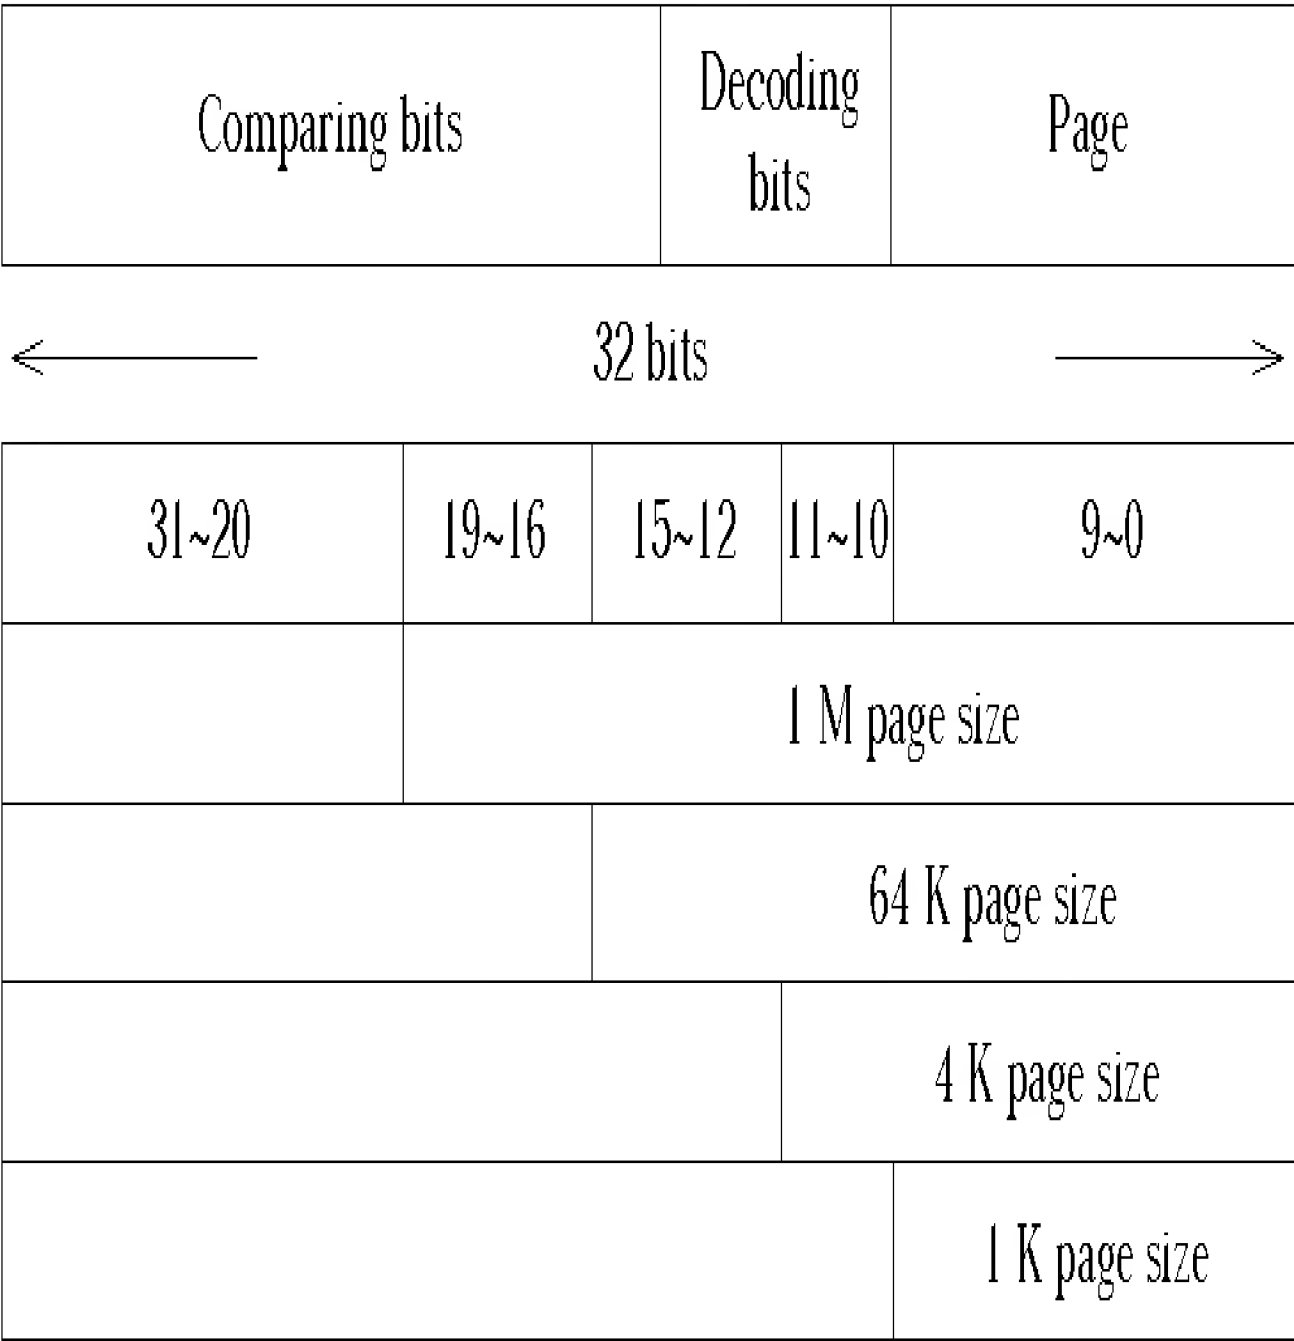 Comparing bits
Decoding
bits
Page
32 bits
31~20
19~16
15~12
11~10
9~0
1 M page size
64 K page size
4 K page size
1 K page size